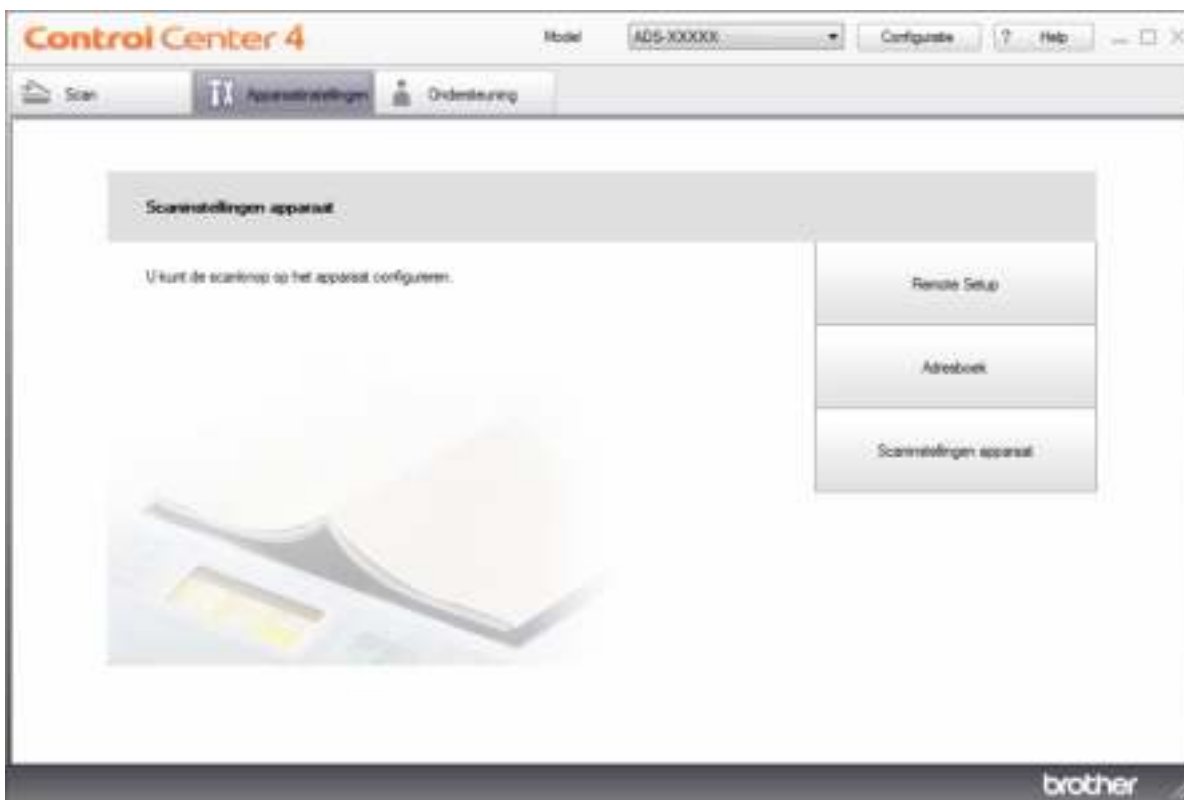 Control Center 4
Model ADS-XXXXX Configuratie ? Help
Scan Apparaatinstellingen Ondersteuning
Scaninstellingen apparaat
U kunt de scanknop op het apparaat configureren.
Remote Setup
Adresboek
Scaninstellingen apparaat
brother